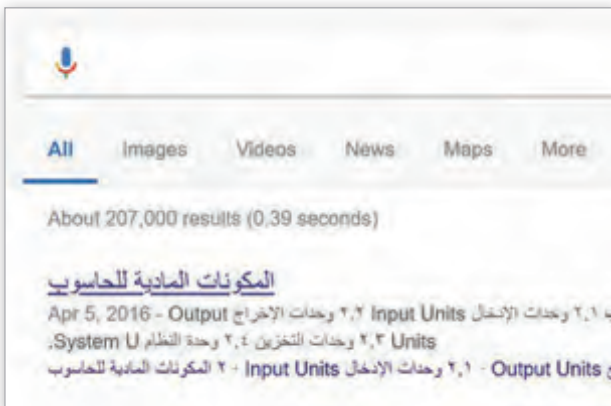 All Images Videos News Maps More
About 207,000 results (0.39 seconds)
المكونات المادية للحاسوب
٢,١ وحدات الإدخال Input Units ٢,٢ وحدات الإخراج Apr 5, 2016 - Output
Units ٢,٣ وحدات التخزين ٢,٤ وحدة النظام System U.
Output Units · ٢,١ وحدات الإدخال Input Units · ٢ المكونات المادية للحاسوب